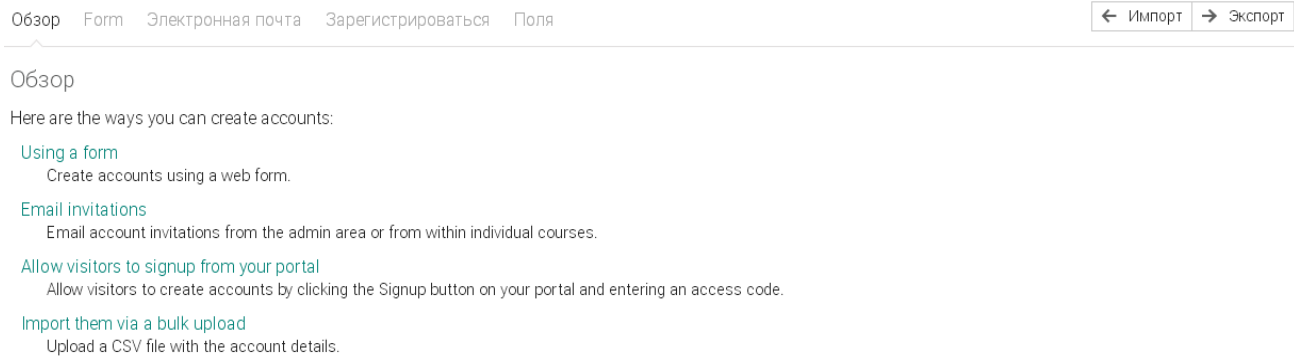 Обзор Form Электронная почта Зарегистрироваться Поля ← Импорт → Экспорт
Обзор
Here are the ways you can create accounts:
Using a form
Create accounts using a web form.
Email invitations
Email account invitations from the admin area or from within individual courses.
Allow visitors to signup from your portal
Allow visitors to create accounts by clicking the Signup button on your portal and entering an access code.
Import them via a bulk upload
Upload a CSV file with the account details.